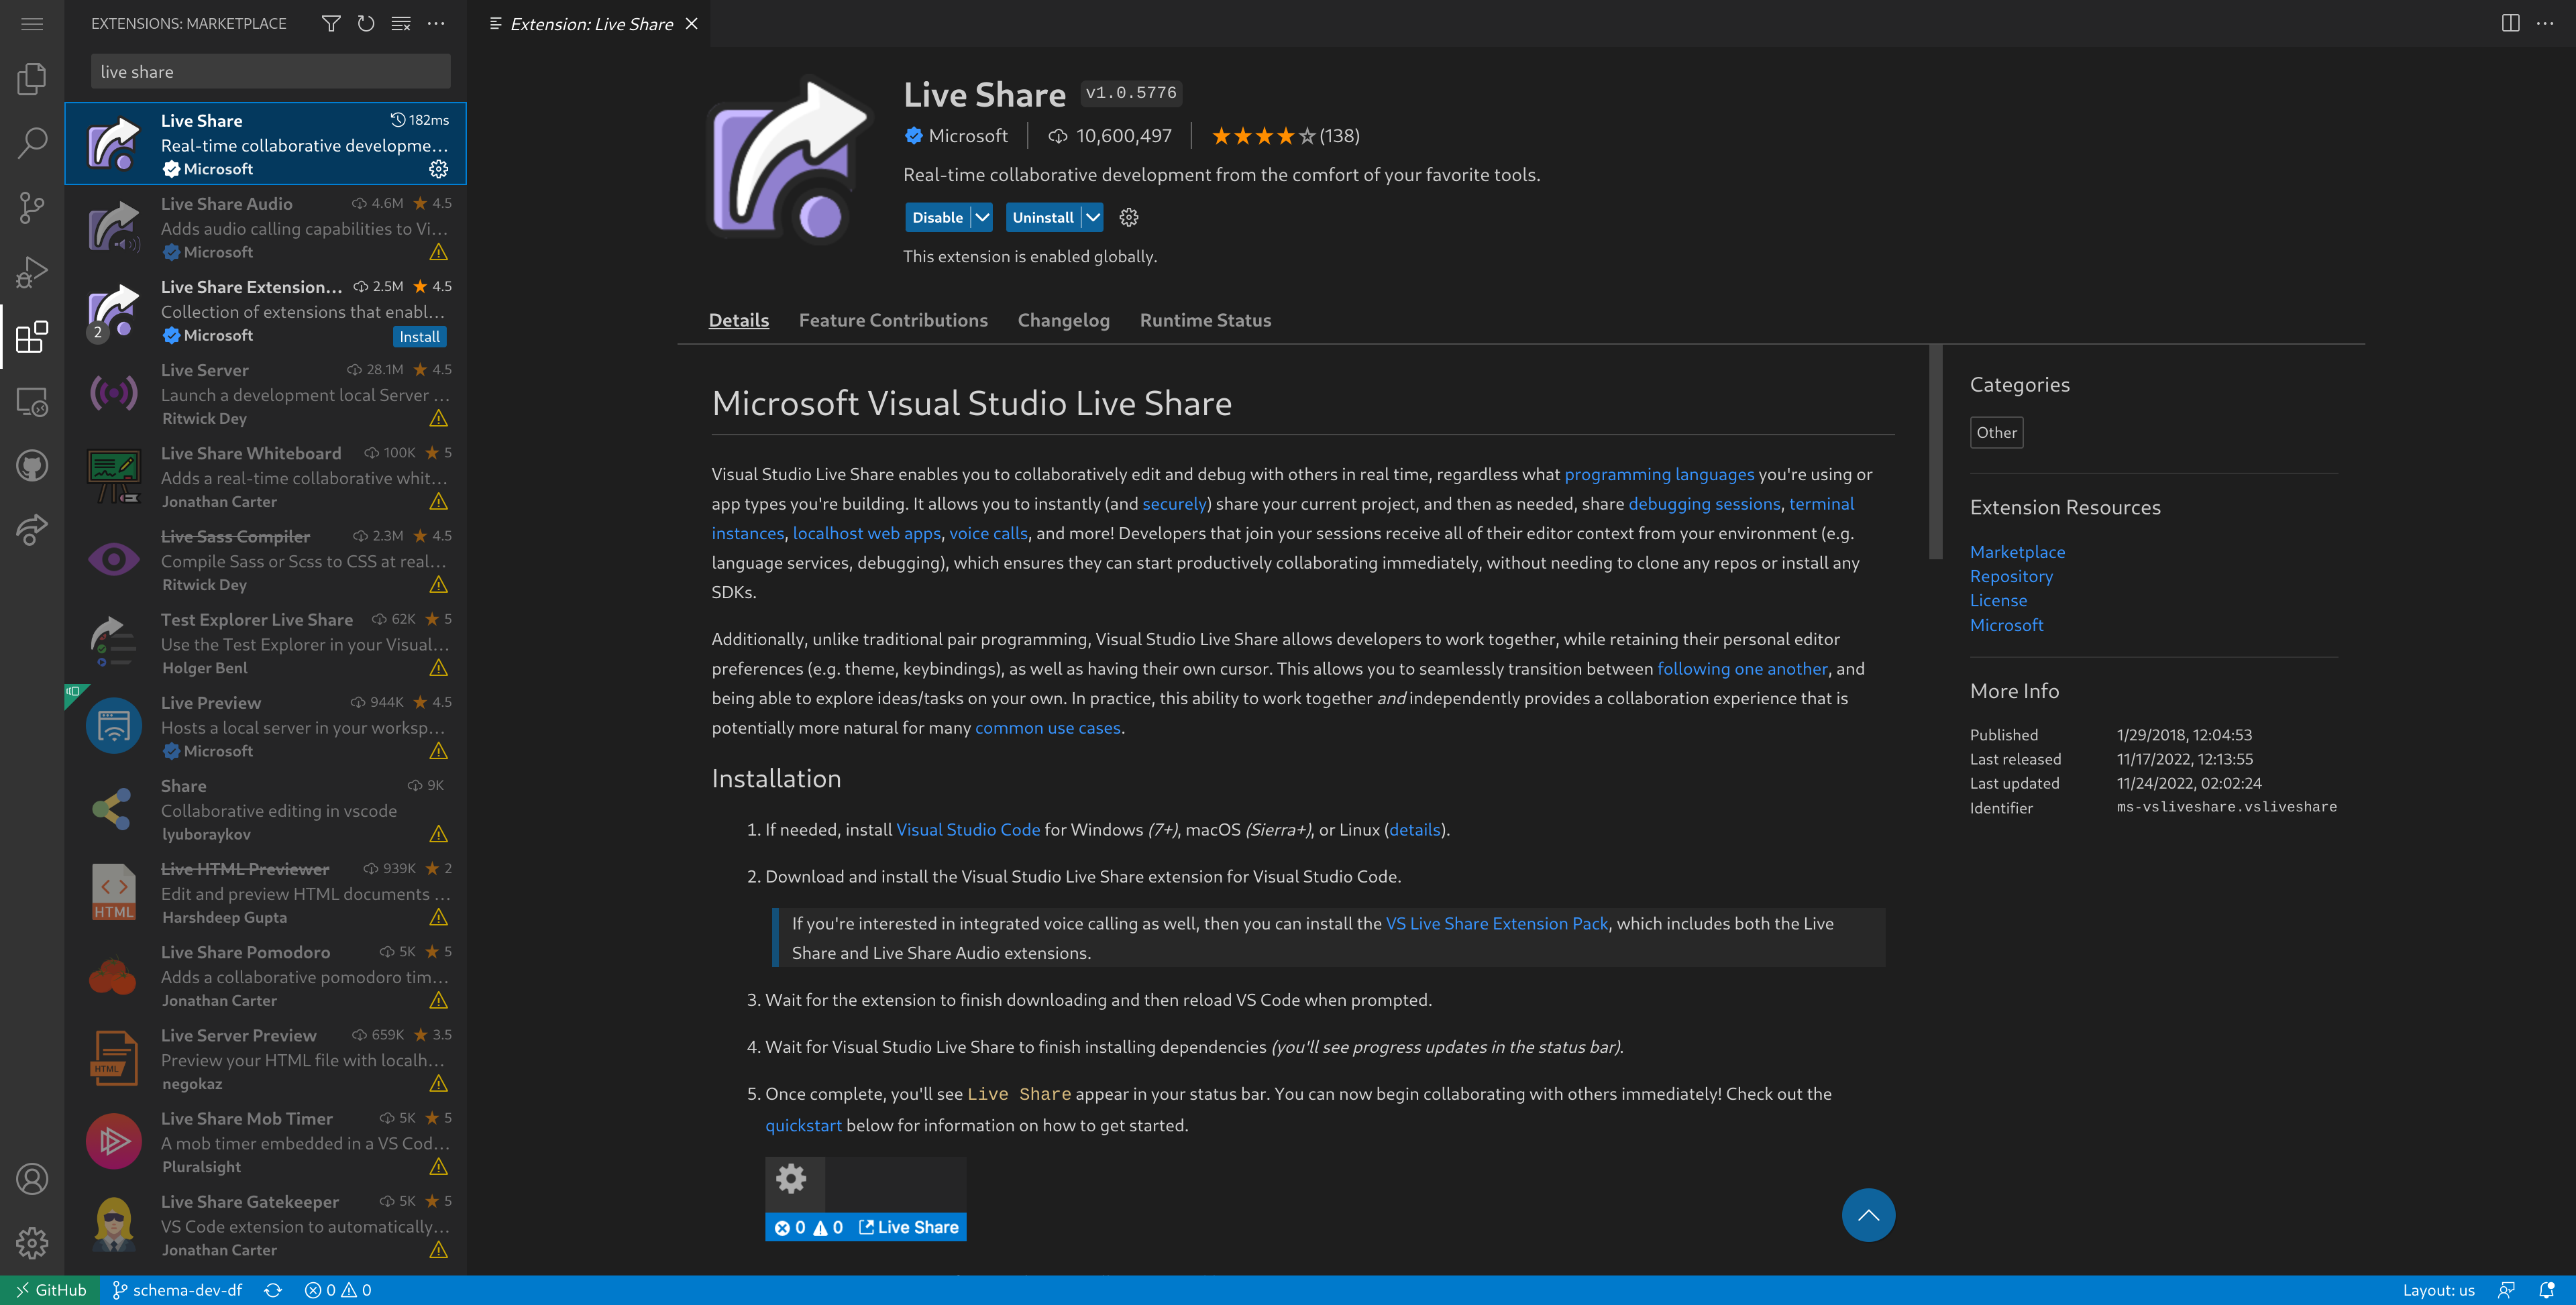 EXTENSIONS: MARKETPLACE
live share
Live Share 182ms
Real-time collaborative developme…
Microsoft
Live Share Audio 4.6M 4.5
Adds audio calling capabilities to Vi…
Microsoft
Live Share Extension… 2.5M 4.5
Collection of extensions that enabl…
2
Microsoft Install
Live Server 28.1M 4.5
Launch a development local Server …
Ritwick Dey
Live Share Whiteboard 100K 5
Adds a real-time collaborative whit…
Jonathan Carter
Live Sass Compiler 2.3M 4.5
Compile Sass or Scss to CSS at real…
Ritwick Dey
Test Explorer Live Share 62K 5
Use the Test Explorer in your Visual…
Holger Benl
Live Preview 944K 4.5
Hosts a local server in your worksp…
Microsoft
Share 9K
Collaborative editing in vscode
lyuboraykov
Live HTML Previewer 939K 2
Edit and preview HTML documents …
HTML
Harshdeep Gupta
Live Share Pomodoro 5K 5
Adds a collaborative pomodoro tim…
Jonathan Carter
Live Server Preview 659K 3.5
Preview your HTML file with localh…
HTML
negokaz
Live Share Mob Timer 5K 5
A mob timer embedded in a VS Cod…
Pluralsight
Live Share Gatekeeper 5K 5
VS Code extension to automatically…
Jonathan Carter
Extension: Live Share
Live Share v1.0.5776
Microsoft 10,600,497 (138)
Real-time collaborative development from the comfort of your favorite tools.
Disable Uninstall
This extension is enabled globally.
Details Feature Contributions Changelog Runtime Status
Microsoft Visual Studio Live Share
Visual Studio Live Share enables you to collaboratively edit and debug with others in real time, regardless what programming languages you're using or
app types you're building. It allows you to instantly (and securely) share your current project, and then as needed, share debugging sessions, terminal
instances, localhost web apps, voice calls, and more! Developers that join your sessions receive all of their editor context from your environment (e.g.
language services, debugging), which ensures they can start productively collaborating immediately, without needing to clone any repos or install any
SDKs.
Additionally, unlike traditional pair programming, Visual Studio Live Share allows developers to work together, while retaining their personal editor
preferences (e.g. theme, keybindings), as well as having their own cursor. This allows you to seamlessly transition between following one another, and
being able to explore ideas/tasks on your own. In practice, this ability to work together and independently provides a collaboration experience that is
potentially more natural for many common use cases.
Installation
1. If needed, install Visual Studio Code for Windows (7+), macOS (Sierra+), or Linux (details).
2. Download and install the Visual Studio Live Share extension for Visual Studio Code.
If you're interested in integrated voice calling as well, then you can install the VS Live Share Extension Pack, which includes both the Live
Share and Live Share Audio extensions.
3. Wait for the extension to finish downloading and then reload VS Code when prompted.
4. Wait for Visual Studio Live Share to finish installing dependencies (you'll see progress updates in the status bar).
5. Once complete, you'll see Live Share appear in your status bar. You can now begin collaborating with others immediately! Check out the
quickstart below for information on how to get started.
0 0 Live Share
Categories
Other
Extension Resources
Marketplace
Repository
License
Microsoft
More Info
Published 1/29/2018, 12:04:53
Last released 11/17/2022, 12:13:55
Last updated 11/24/2022, 02:02:24
Identifier ms-vsliveshare.vsliveshare
GitHub schema-dev-df 0 0 Layout: us